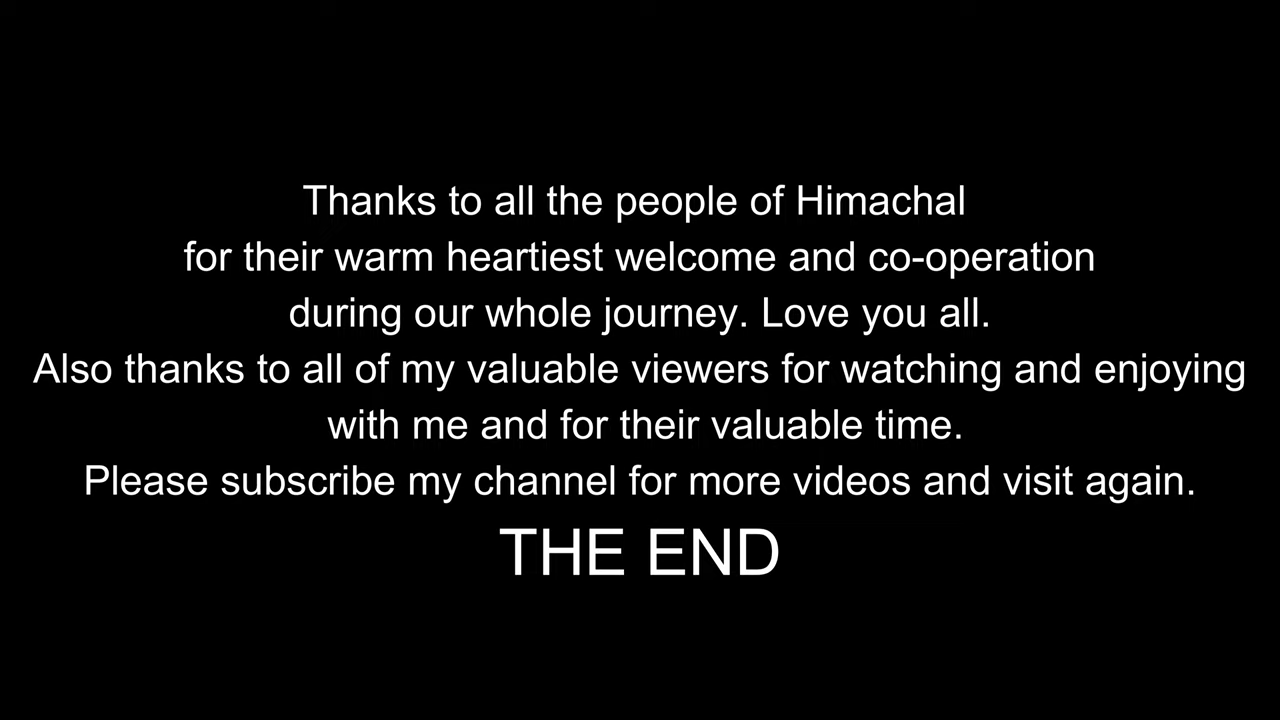 Thanks to all the people of Himachal
for their warm heartiest welcome and co-operation
during our whole journey. Love you all.
Also thanks to all of my valuable viewers for watching and enjoying
with me and for their valuable time.
Please subscribe my channel for more videos and visit again.
THE END